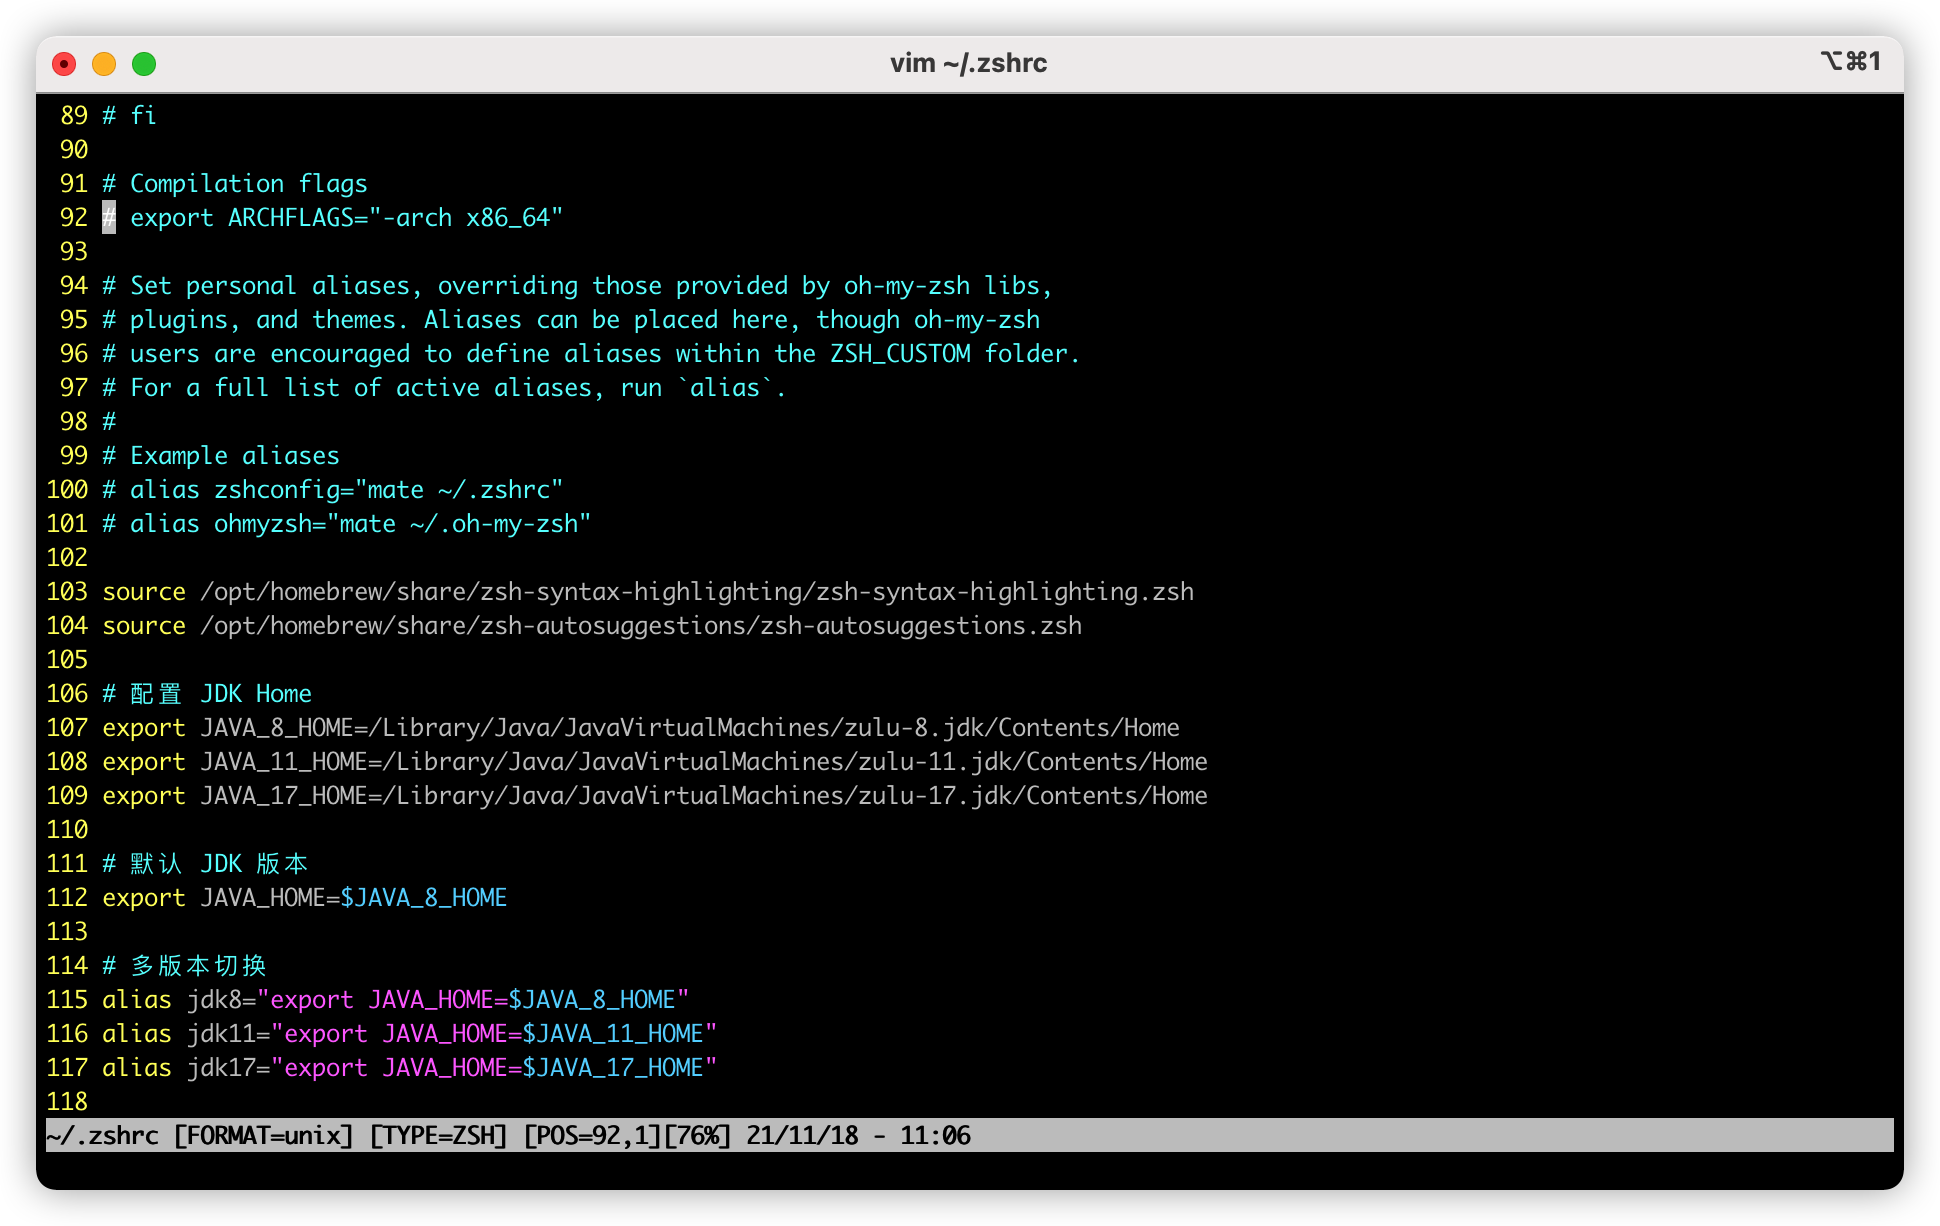 vim ~/.zshrc
⌥⌘1
89 # fi
90
91 # Compilation flags
92 # export ARCHFLAGS="-arch x86_64"
93
94 # Set personal aliases, overriding those provided by oh-my-zsh libs,
95 # plugins, and themes. Aliases can be placed here, though oh-my-zsh
96 # users are encouraged to define aliases within the ZSH_CUSTOM folder.
97 # For a full list of active aliases, run `alias`.
98 #
99 # Example aliases
100 # alias zshconfig="mate ~/.zshrc"
101 # alias ohmyzsh="mate ~/.oh-my-zsh"
102
103 source /opt/homebrew/share/zsh-syntax-highlighting/zsh-syntax-highlighting.zsh
104 source /opt/homebrew/share/zsh-autosuggestions/zsh-autosuggestions.zsh
105
106 # 配置 JDK Home
107 export JAVA_8_HOME=/Library/Java/JavaVirtualMachines/zulu-8.jdk/Contents/Home
108 export JAVA_11_HOME=/Library/Java/JavaVirtualMachines/zulu-11.jdk/Contents/Home
109 export JAVA_17_HOME=/Library/Java/JavaVirtualMachines/zulu-17.jdk/Contents/Home
110
111 # 默认 JDK 版本
112 export JAVA_HOME=$JAVA_8_HOME
113
114 # 多版本切换
115 alias jdk8="export JAVA_HOME=$JAVA_8_HOME"
116 alias jdk11="export JAVA_HOME=$JAVA_11_HOME"
117 alias jdk17="export JAVA_HOME=$JAVA_17_HOME"
118
~/.zshrc [FORMAT=unix] [TYPE=ZSH] [POS=92,1][76%] 21/11/18 - 11:06